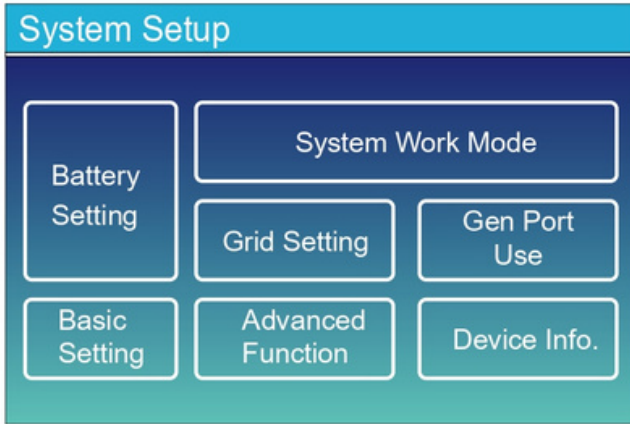 System Setup
Battery
Setting
System Work Mode
Grid Setting
Gen Port
Use
Basic
Setting
Advanced
Function
Device Info.